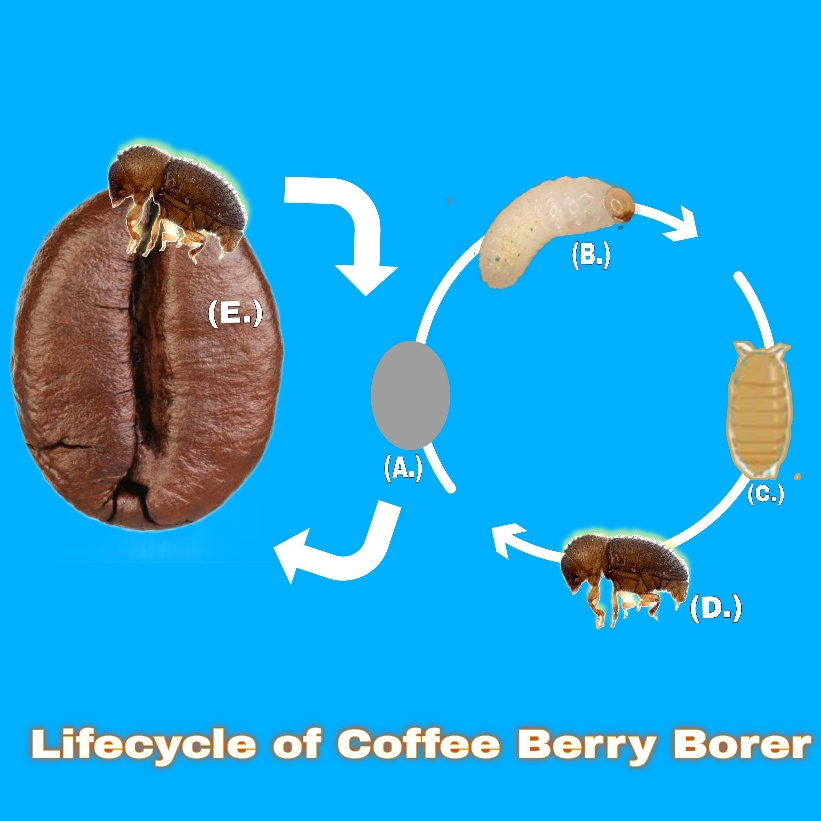 (B.)
(E.)
(A.)
(C.)
(D.)
Lifecycle of Coffee Berry Borer